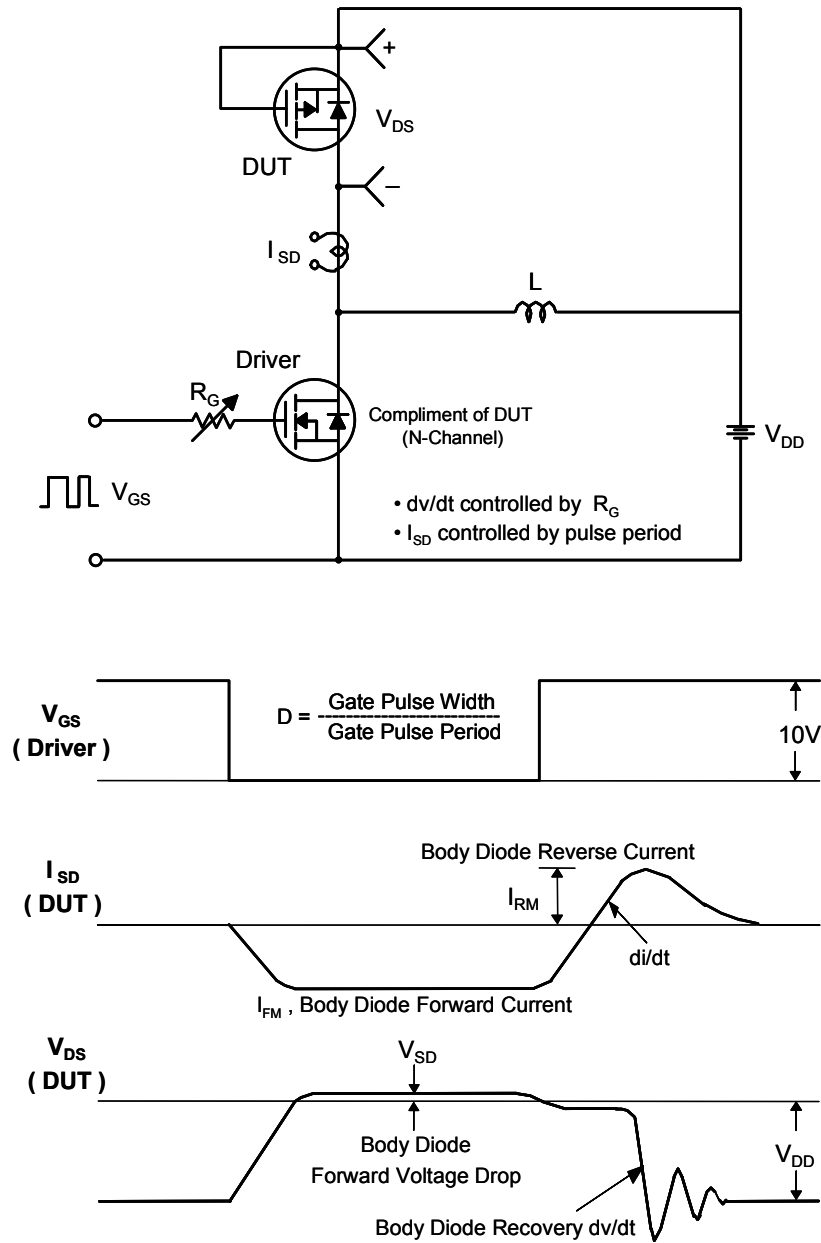 +
V_DS
DUT
–
I_SD
L
Driver
R_G
Compliment of DUT
(N-Channel)
V_DD
V_GS
• dv/dt controlled by R_G
• I_SD controlled by pulse period
V_GS
( Driver )
D = Gate Pulse Width
Gate Pulse Period
10V
I_SD
( DUT )
Body Diode Reverse Current
I_RM
di/dt
I_FM , Body Diode Forward Current
V_DS
( DUT )
V_SD
Body Diode
Forward Voltage Drop
V_DD
Body Diode Recovery dv/dt